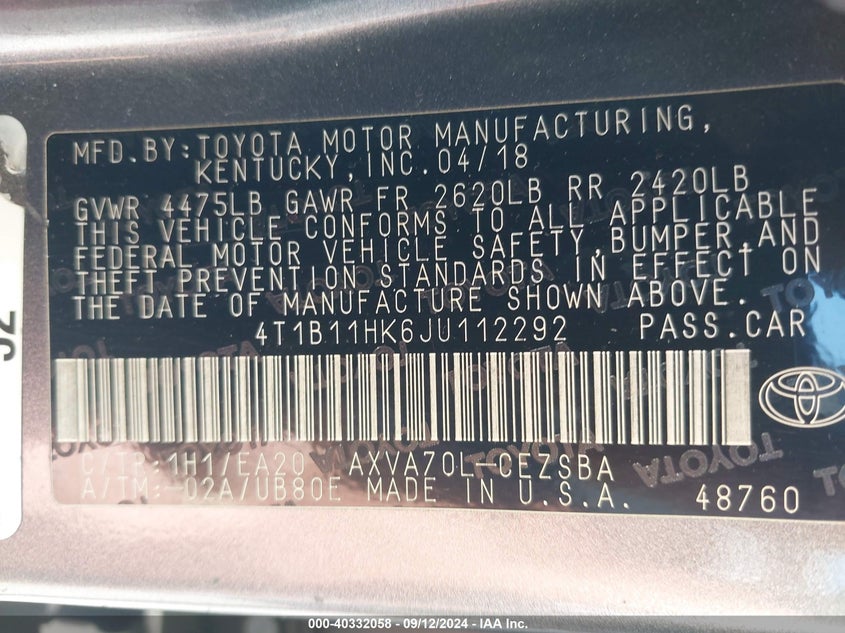 MFD.BY:TOYOTA MOTOR MANUFACTURING,
KENTUCKY,INC.04/18
GVWR 4475LB GAWR FR 2620LB RR 2420LB
THIS VEHICLE CONFORMS TO ALL APPLICABLE
FEDERAL MOTOR VEHICLE SAFETY,BUMPER,AND
THEFT PREVENTION STANDARDS IN EFFECT ON
THE DATE OF MANUFACTURE SHOWN ABOVE.
4T1B11HK6JU112292 PASS.CAR
C/TR:1H1/EA20 AXVA70L-CEZSBA
A/TM:-02A/UB80E MADE IN U.S.A. 48760
TOYOTA
000-40332058 - 09/12/2024 - IAA Inc.